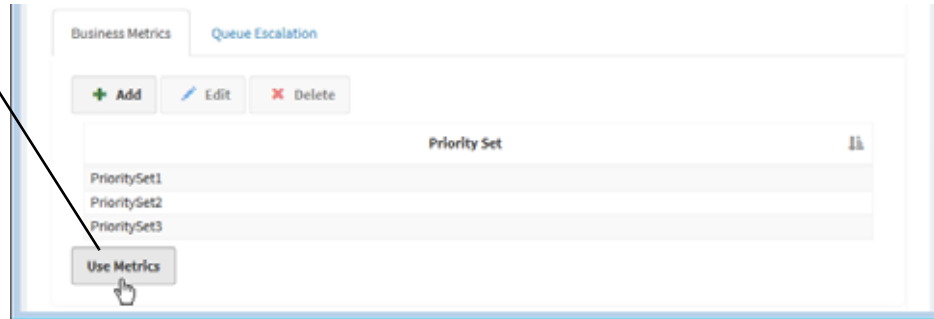 Business Metrics Queue Escalation
Add Edit Delete
Priority Set
PrioritySet1
PrioritySet2
PrioritySet3
Use Metrics